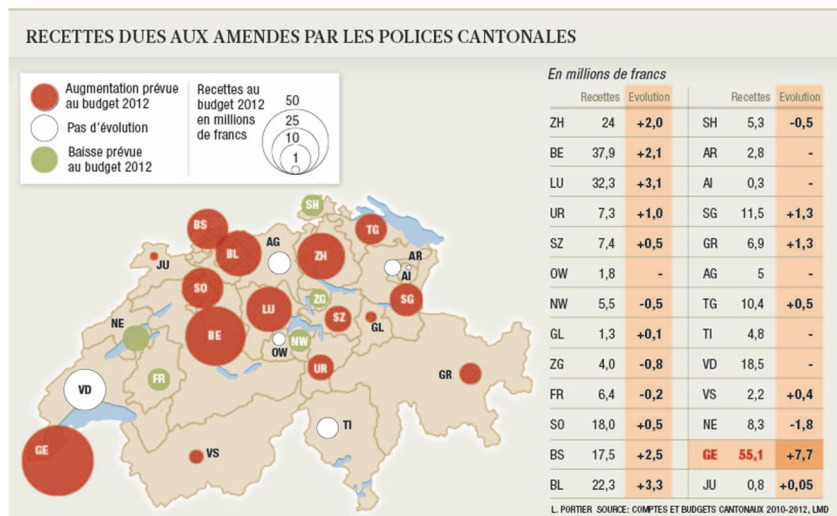 RECETTES DUES AUX AMENDES PAR LES POLICES CANTONALES
Augmentation prévue
au budget 2012
Pas d'évolution
Baisse prévue
au budget 2012
Recettes au
budget 2012
en millions
de francs
50
25
10
1
SH
BS
TG
BL
AG
ZH
AR
AI
JU
SO
ZG
SG
LU
SZ
GL
NE
BE
OW
NW
UR
FR
VD
GR
TI
GE
VS
En millions de francs
Recettes Evolution Recettes Evolution
ZH 24 +2,0 SH 5,3 -0,5
BE 37,9 +2,1 AR 2,8 -
LU 32,3 +3,1 AI 0,3 -
UR 7,3 +1,0 SG 11,5 +1,3
SZ 7,4 +0,5 GR 6,9 +1,3
OW 1,8 - AG 5 -
NW 5,5 -0,5 TG 10,4 +0,5
GL 1,3 +0,1 TI 4,8 -
ZG 4,0 -0,8 VD 18,5 -
FR 6,4 -0,2 VS 2,2 +0,4
SO 18,0 +0,5 NE 8,3 -1,8
BS 17,5 +2,5 GE 55,1 +7,7
BL 22,3 +3,3 JU 0,8 +0,05
L. PORTIER SOURCE: COMPTES ET BUDGETS CANTONAUX 2010-2012, LMD